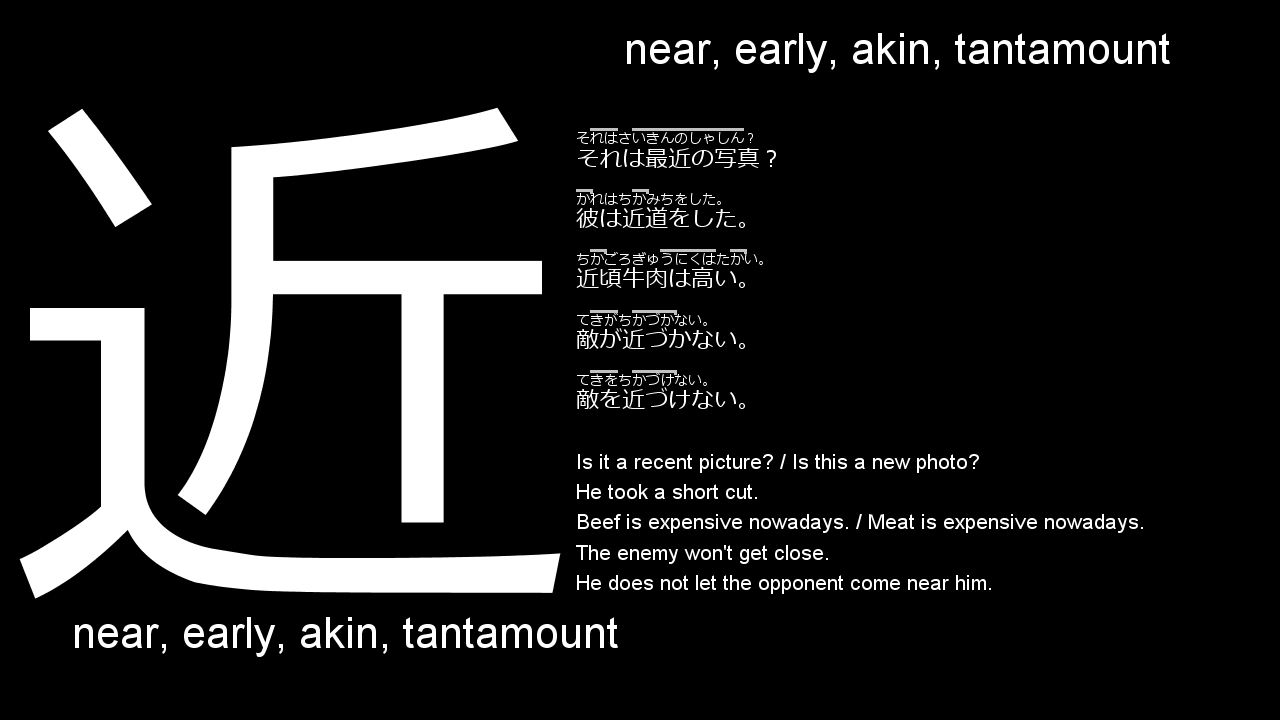 near, early, akin, tantamount
近
それはさいきんのしゃしん？
それは最近の写真？
かれはちかみちをした。
彼は近道をした。
ちかごろぎゅうにくはたかい。
近頃牛肉は高い。
てきがちかづかない。
敵が近づかない。
てきをちかづけない。
敵を近づけない。
Is it a recent picture? / Is this a new photo?
He took a short cut.
Beef is expensive nowadays. / Meat is expensive nowadays.
The enemy won't get close.
He does not let the opponent come near him.
near, early, akin, tantamount